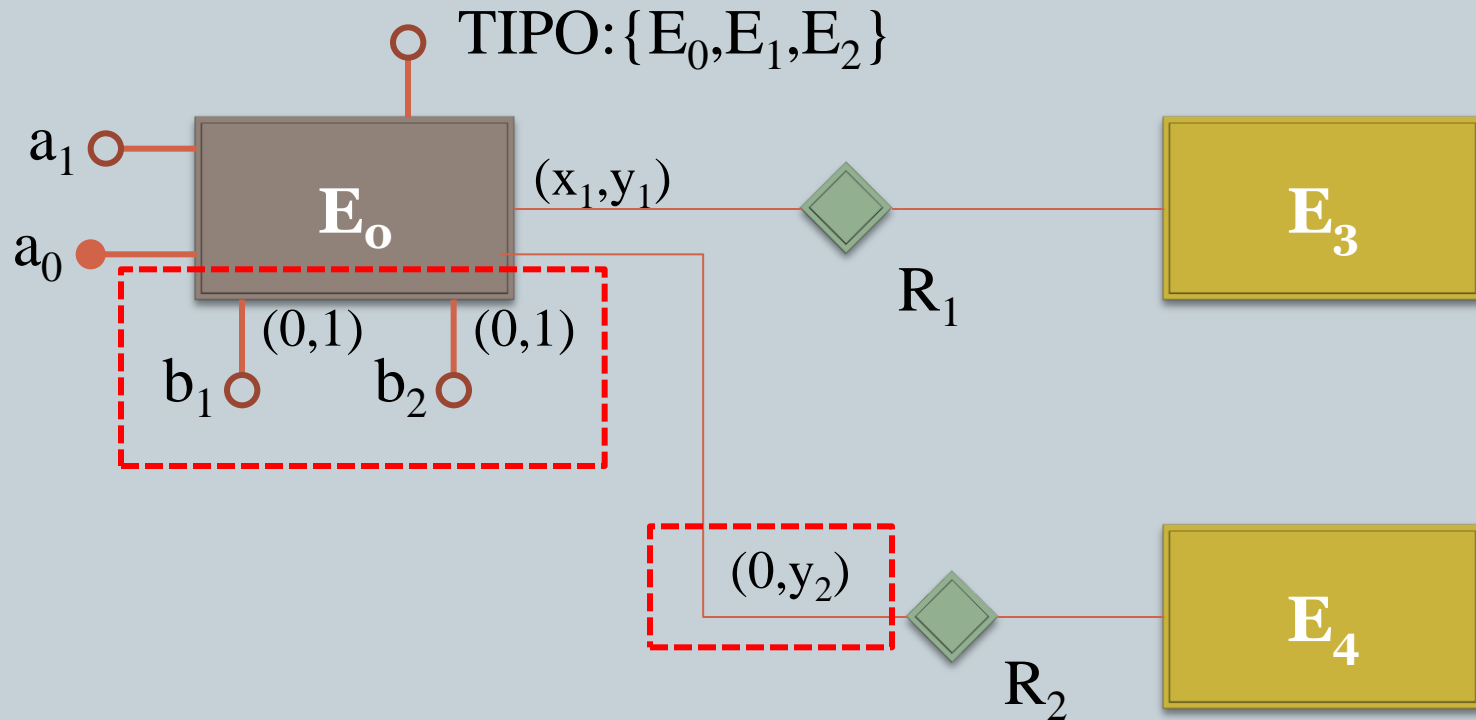 TIPO:{E₀,E₁,E₂}
a₁
(x₁,y₁)
E₀
E₃
a₀
R₁
(0,1) (0,1)
b₁ b₂
(0,y₂)
E₄
R₂